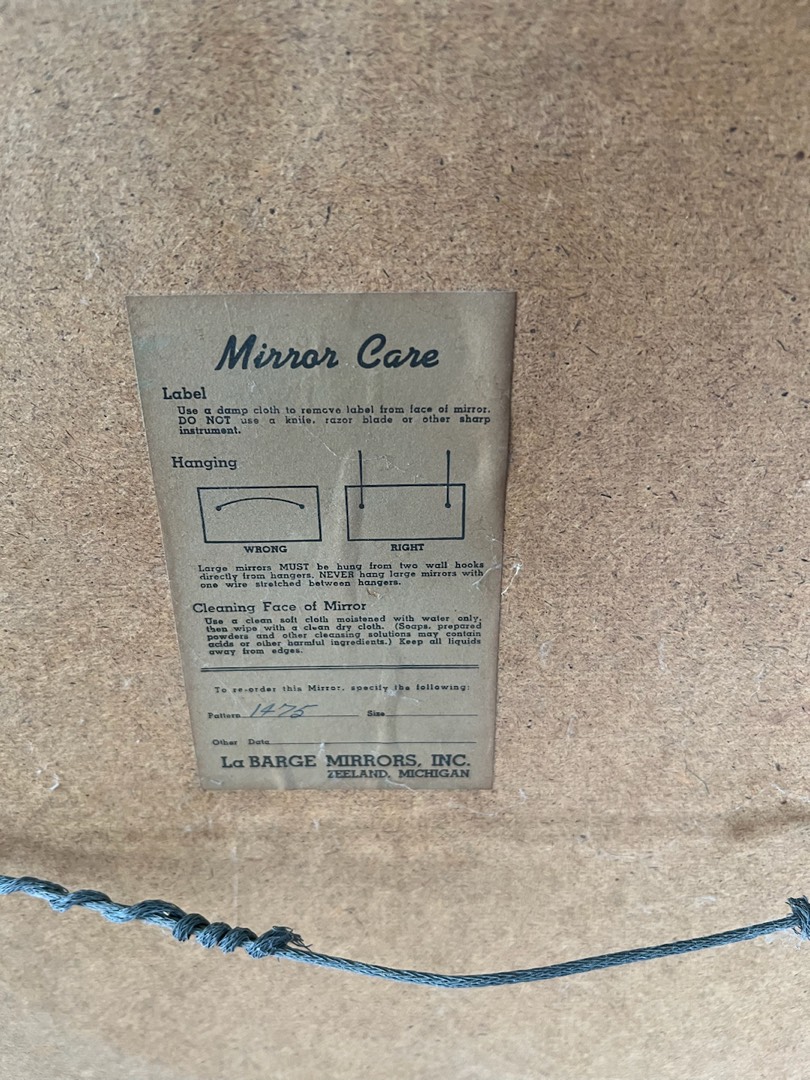 Mirror Care
Label
Use a damp cloth to remove label from face of mirror.
DO NOT use a knife, razor blade or other sharp
instrument.
Hanging
WRONG
RIGHT
Large mirrors MUST be hung from two wall hooks
directly from hangers. NEVER hang large mirrors with
one wire stretched between hangers.
Cleaning Face of Mirror
Use a clean soft cloth moistened with water only,
then wipe with a clean dry cloth. (Soaps, prepared
powders and other cleansing solutions may contain
acids or other harmful ingredients.) Keep all liquids
away from edges.
To re-order this Mirror, specify the following:
Pattern 1475 Size
Other Data
La BARGE MIRRORS, INC.
ZEELAND, MICHIGAN